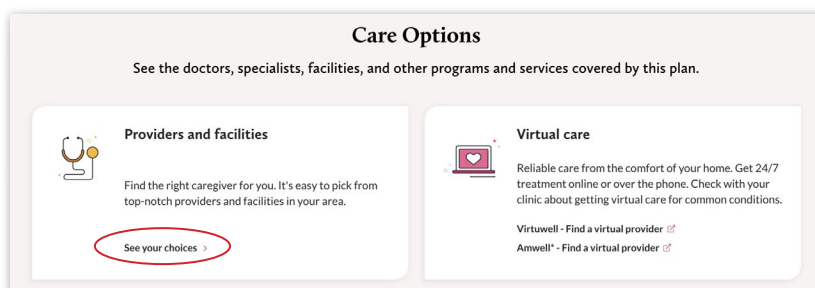 Care Options
See the doctors, specialists, facilities, and other programs and services covered by this plan.
Providers and facilities
Find the right caregiver for you. It's easy to pick from
top-notch providers and facilities in your area.
See your choices >
Virtual care
Reliable care from the comfort of your home. Get 24/7
treatment online or over the phone. Check with your
clinic about getting virtual care for common conditions.
Virtuwell - Find a virtual provider
Amwell* - Find a virtual provider